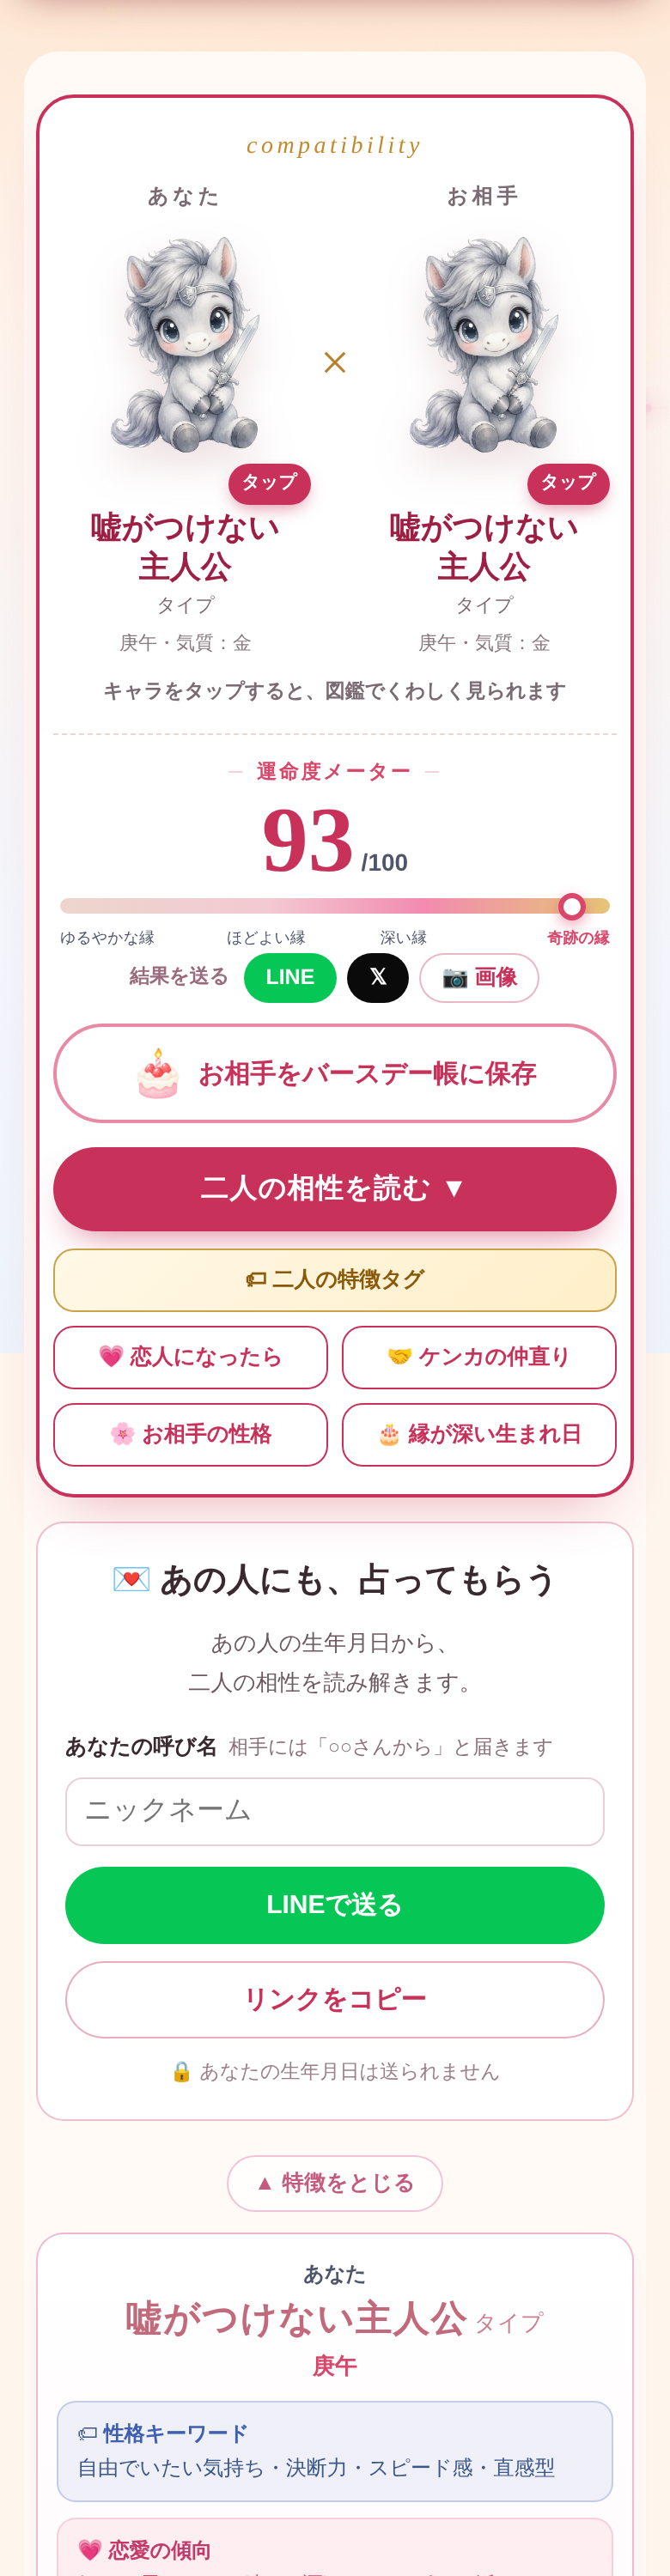 compatibility
あなた
お相手
×
タップ
タップ
嘘がつけない
主人公
嘘がつけない
主人公
タイプ
タイプ
庚午・気質：金
庚午・気質：金
キャラをタップすると、図鑑でくわしく見られます
運命度メーター
93 /100
ゆるやかな縁 ほどよい縁 深い縁 奇跡の縁
結果を送る LINE 𝕏 📷 画像
🎂 お相手をバースデー帳に保存
二人の相性を読む ▼
🏷 二人の特徴タグ
💗 恋人になったら
🤝 ケンカの仲直り
🌸 お相手の性格
🎂 縁が深い生まれ日
💌 あの人にも、占ってもらう
あの人の生年月日から、
二人の相性を読み解きます。
あなたの呼び名 相手には「○○さんから」と届きます
ニックネーム
LINEで送る
リンクをコピー
🔒 あなたの生年月日は送られません
▲ 特徴をとじる
あなた
嘘がつけない主人公 タイプ
庚午
🏷 性格キーワード
自由でいたい気持ち・決断力・スピード感・直感型
💗 恋愛の傾向